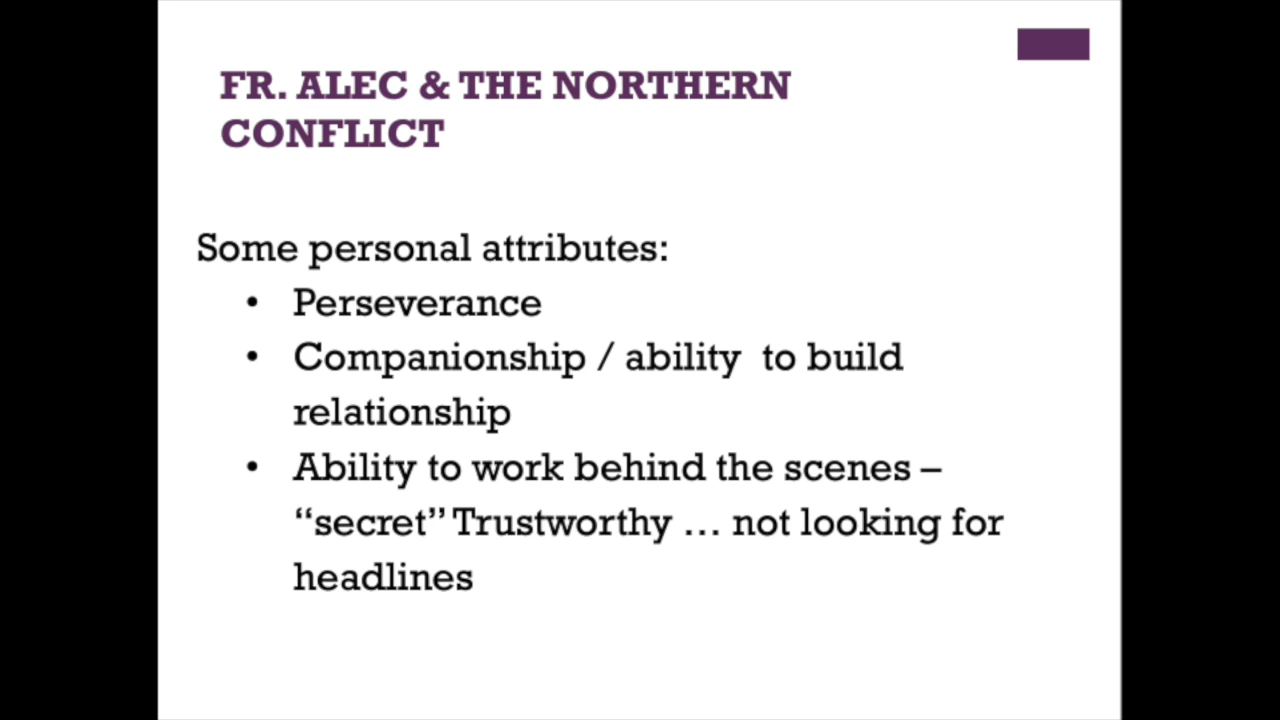 FR. ALEC & THE NORTHERN
CONFLICT
Some personal attributes:
• Perseverance
• Companionship / ability to build
relationship
• Ability to work behind the scenes –
“secret” Trustworthy … not looking for
headlines